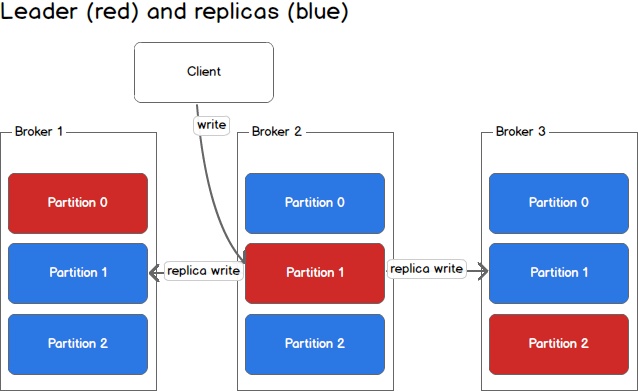 Leader (red) and replicas (blue)
Client
write
Broker 1
Broker 2
Broker 3
Partition 0
Partition 0
Partition 0
Partition 1
replica write
Partition 1
replica write
Partition 1
Partition 2
Partition 2
Partition 2